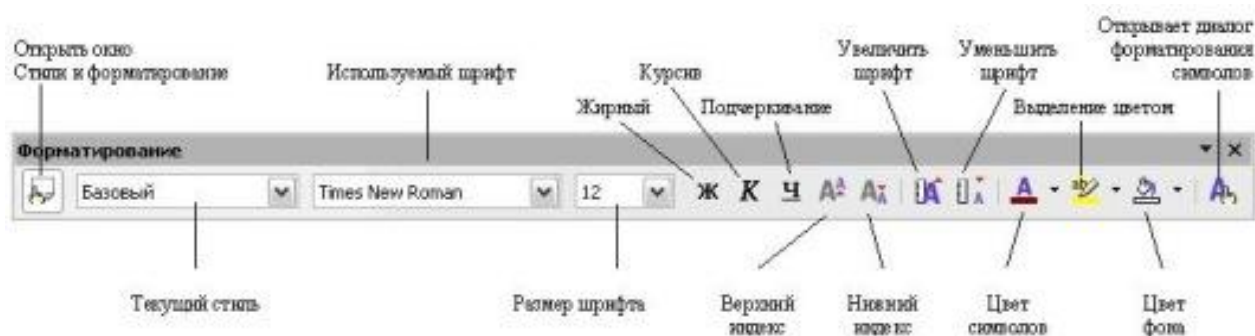 Открыть окно
Стили и форматирование
Используемый шрифт
Жирный
Курсив
Подчеркивание
Увеличить
шрифт
Уменьшить
шрифт
Выделение цветом
Открывает диалог
форматирования
символов
Форматирование
Базовый
Times New Roman
12
Ж К Ч
Текущий стиль
Размер шрифта
Верхний
индекс
Нижний
индекс
Цвет
символов
Цвет
фона